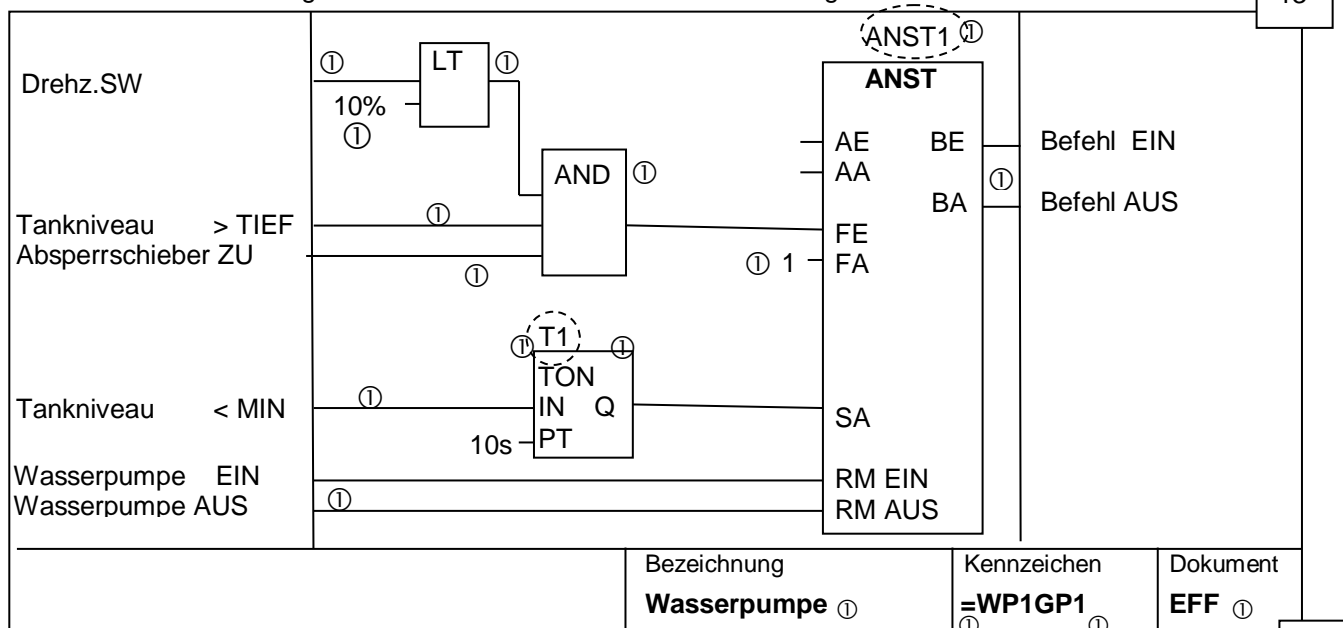 ANST1 ①
① LT ① ANST
Drehz.SW
10%
①
AE BE Befehl EIN
AND ① AA ①
BA Befehl AUS
Tankniveau > TIEF ① FE
Absperrschieber ZU ① ① 1 FA
① T1 ①
TON
Tankniveau < MIN ① IN Q SA
10s PT
Wasserpumpe EIN RM EIN
Wasserpumpe AUS ① RM AUS
Bezeichnung Kennzeichen Dokument
Wasserpumpe ① =WP1GP1 EFF ①
① ①